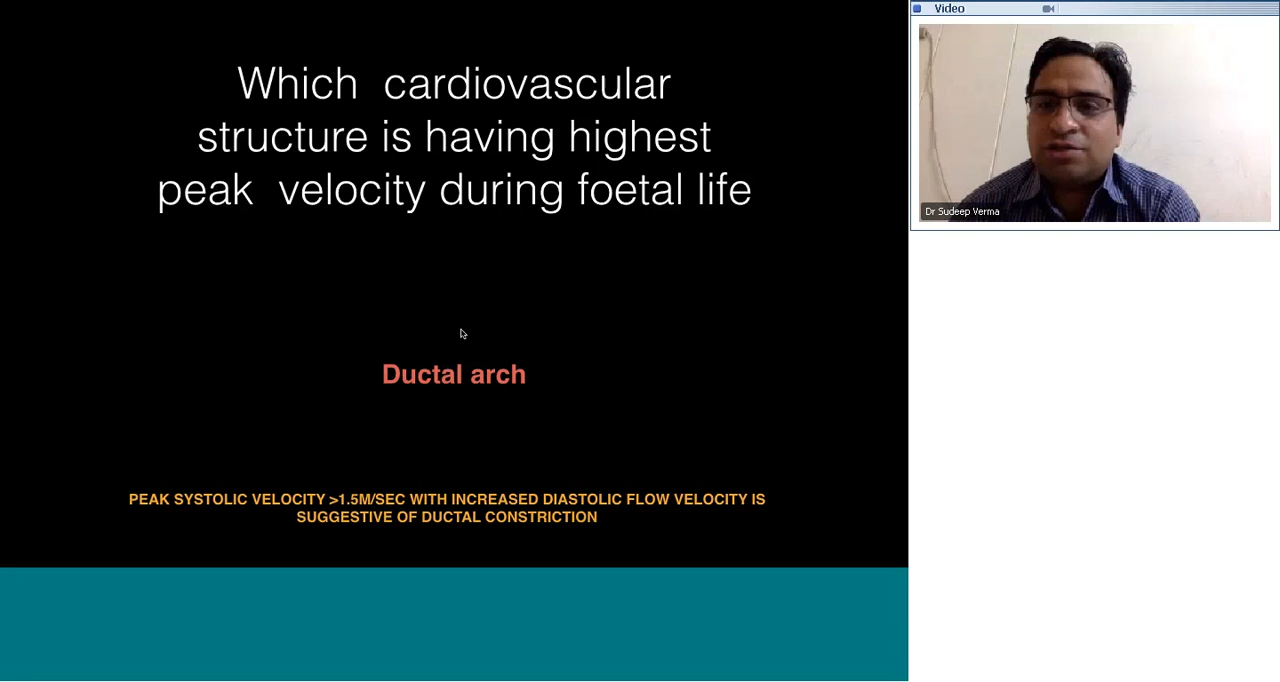 Which cardiovascular
structure is having highest
peak velocity during foetal life
Ductal arch
PEAK SYSTOLIC VELOCITY >1.5M/SEC WITH INCREASED DIASTOLIC FLOW VELOCITY IS
SUGGESTIVE OF DUCTAL CONSTRICTION
Video
Dr Sudeep Verma